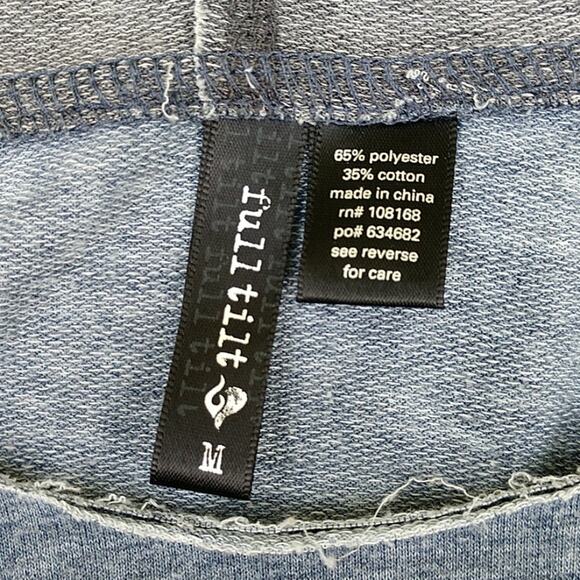 full tilt
M
65% polyester
35% cotton
made in china
rn# 108168
po# 634682
see reverse
for care